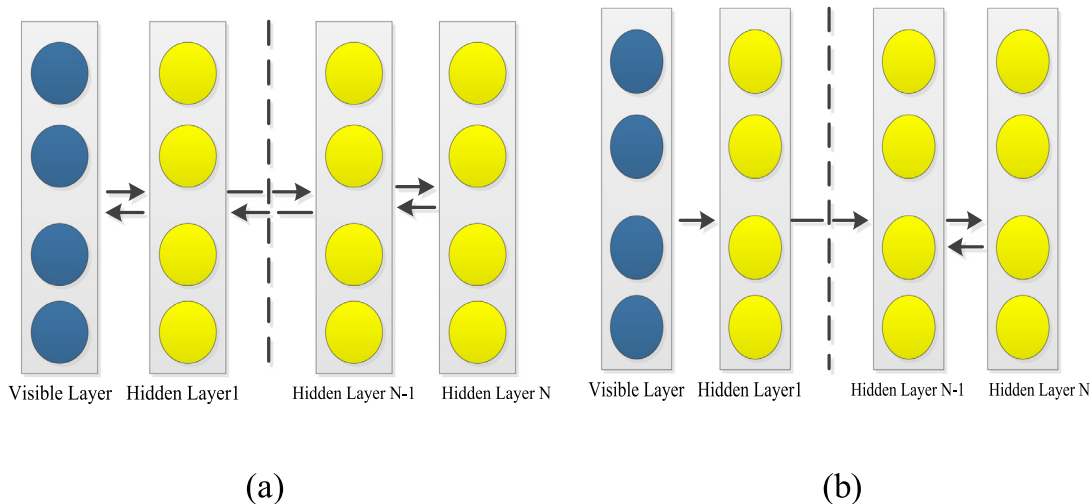 Visible Layer
Hidden Layer1
Hidden Layer N-1
Hidden Layer N
(a)
Visible Layer
Hidden Layer1
Hidden Layer N-1
Hidden Layer N
(b)